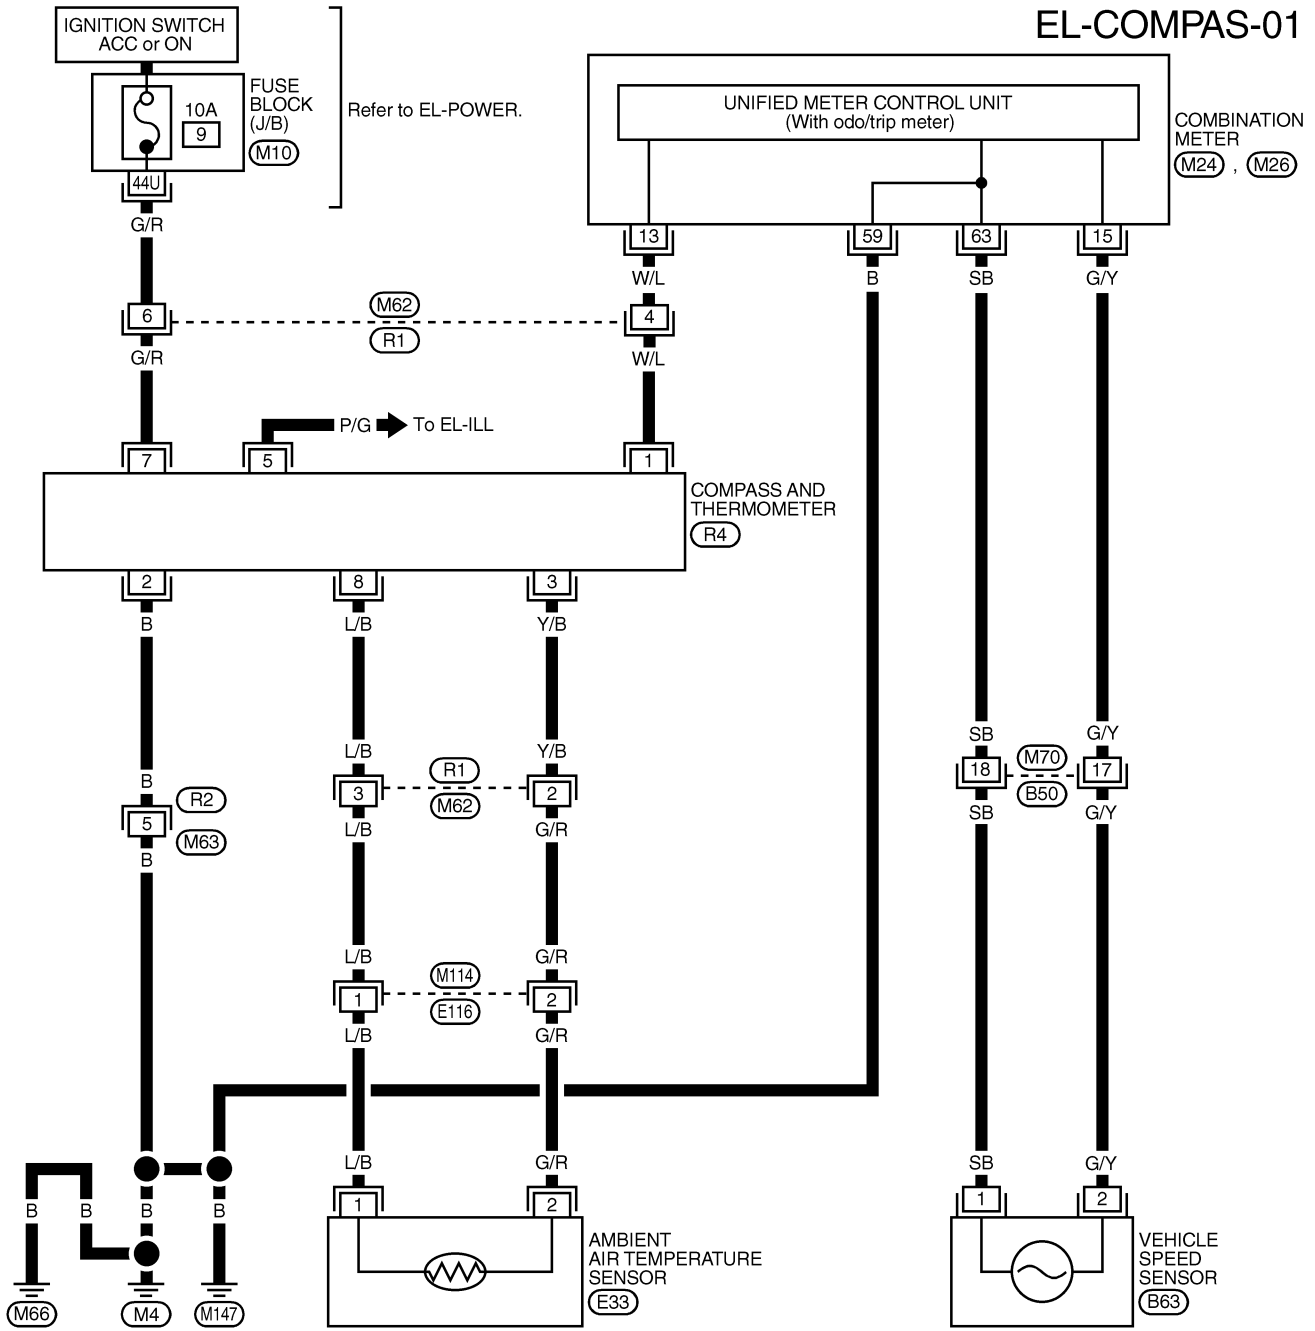 EL-COMPAS-01
IGNITION SWITCH
ACC or ON
FUSE
BLOCK
(J/B)
M10
10A
9
44U
Refer to EL-POWER.
UNIFIED METER CONTROL UNIT
(With odo/trip meter)
COMBINATION
METER
M24 , M26
13 59 63 15
G/R
W/L B SB G/Y
6 M62 4
R1
G/R W/L
P/G To EL-ILL
7 5 1
COMPASS AND
THERMOMETER
R4
2 8 3
B L/B Y/B
SB G/Y
L/B Y/B
18 M70 17
B50
B
3 R1 2
M62
R2
5
M63
SB G/Y
L/B G/R
B
L/B G/R
1 M114 2
E116
L/B G/R
L/B G/R SB G/Y
1 2 1 2
B B B B
AMBIENT
AIR TEMPERATURE
SENSOR
E33
VEHICLE
SPEED
SENSOR
B63
M66 M4 M147